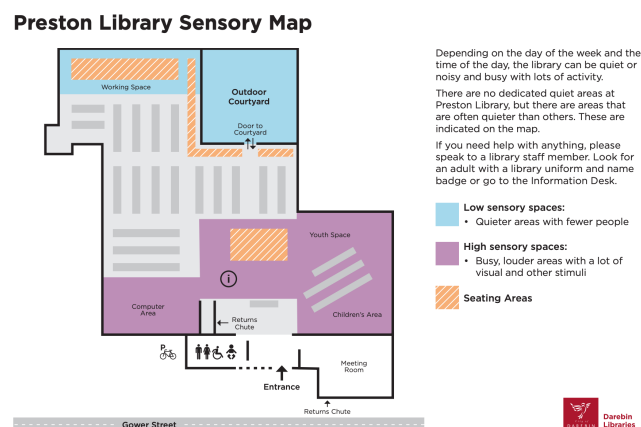 Preston Library Sensory Map
Working Space
Outdoor
Courtyard
Door to
Courtyard
Youth Space
i
Computer
Area
Returns
Chute
Children's Area
P
Meeting
Room
Entrance
Returns Chute
Gower Street
Depending on the day of the week and the
time of the day, the library can be quiet or
noisy and busy with lots of activity.
There are no dedicated quiet areas at
Preston Library, but there are areas that
are often quieter than others. These are
indicated on the map.
If you need help with anything, please
speak to a library staff member. Look for
an adult with a library uniform and name
badge or go to the Information Desk.
Low sensory spaces:
• Quieter areas with fewer people
High sensory spaces:
• Busy, louder areas with a lot of
visual and other stimuli
Seating Areas
DAREBIN
Darebin
Libraries